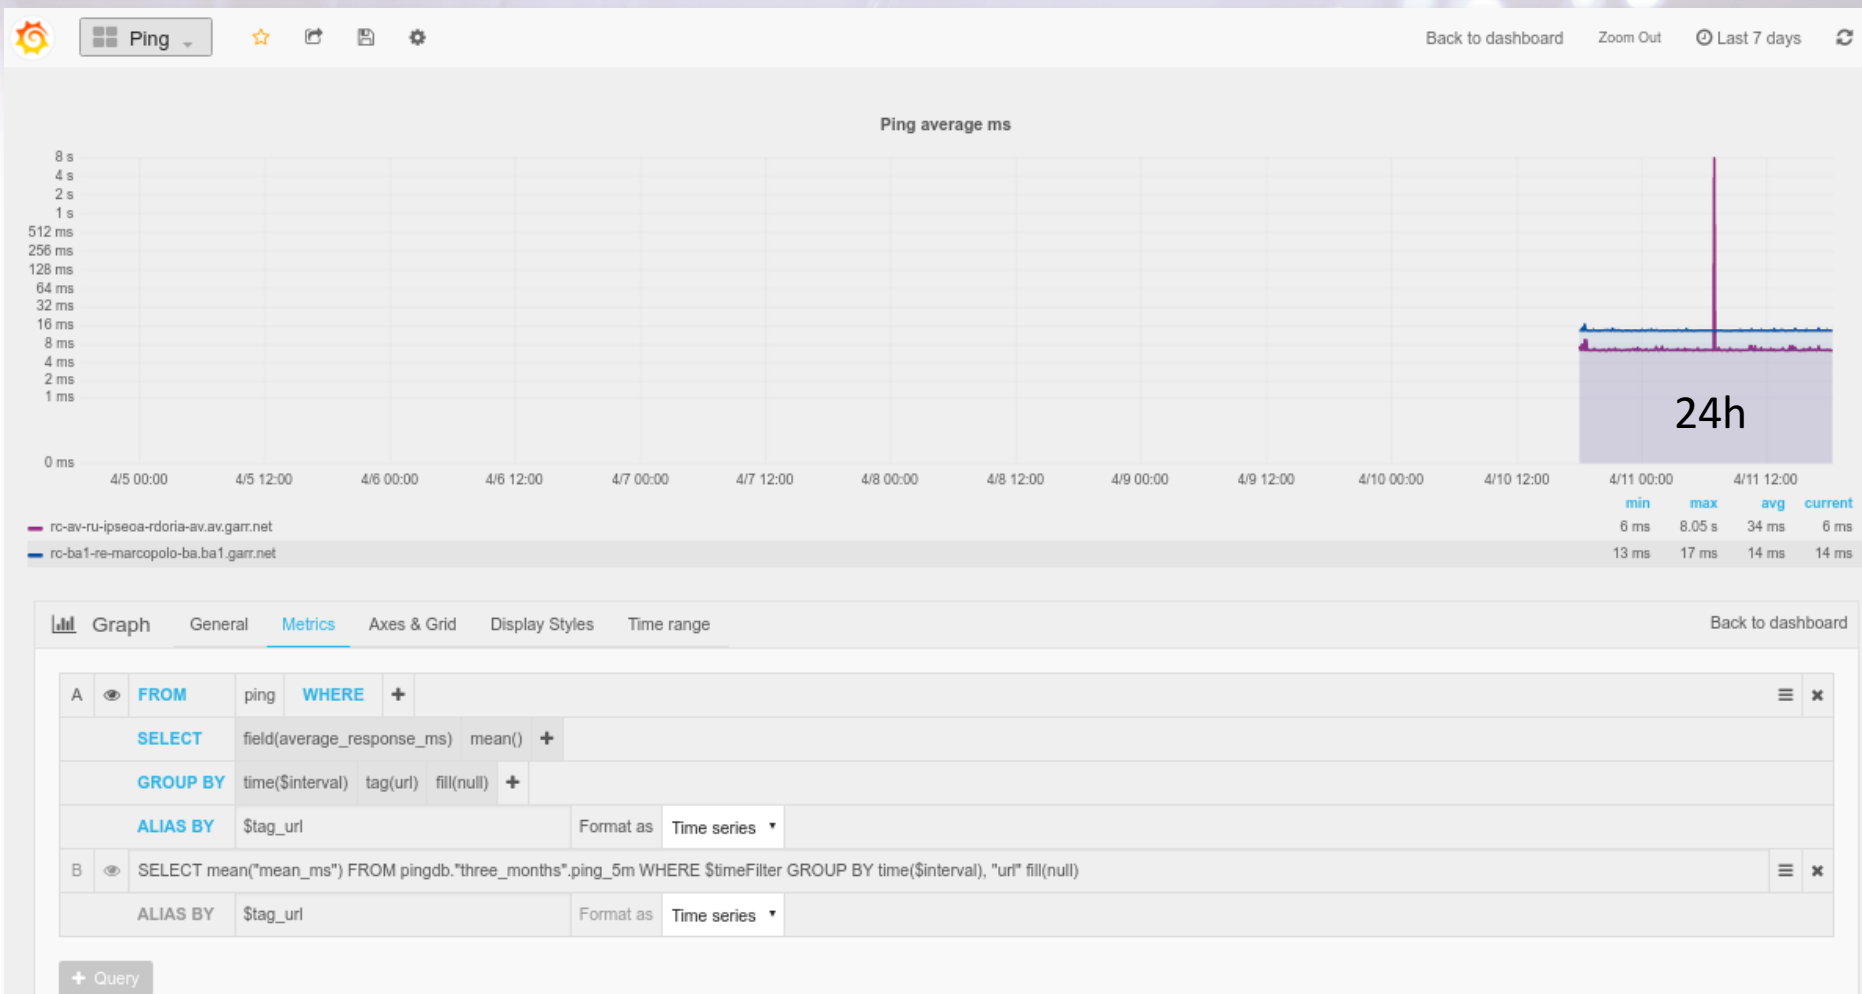 Ping
Back to dashboard Zoom Out Last 7 days
Ping average ms
8 s
4 s
2 s
1 s
512 ms
256 ms
128 ms
64 ms
32 ms
16 ms
8 ms
4 ms
2 ms
1 ms
0 ms
24h
4/5 00:00 4/5 12:00 4/6 00:00 4/6 12:00 4/7 00:00 4/7 12:00 4/8 00:00 4/8 12:00 4/9 00:00 4/9 12:00 4/10 00:00 4/10 12:00 4/11 00:00 4/11 12:00
min max avg current
rc-av-ru-ipseoa-rdoria-av.av.garr.net 6 ms 8.05 s 34 ms 6 ms
rc-ba1-re-marcopolo-ba.ba1.garr.net 13 ms 17 ms 14 ms 14 ms
Graph General Metrics Axes & Grid Display Styles Time range Back to dashboard
A FROM ping WHERE +
SELECT field(average_response_ms) mean() +
GROUP BY time($interval) tag(url) fill(null) +
ALIAS BY $tag_url Format as Time series
B SELECT mean("mean_ms") FROM pingdb."three_months".ping_5m WHERE $timeFilter GROUP BY time($interval), "url" fill(null)
ALIAS BY $tag_url Format as Time series
+ Query